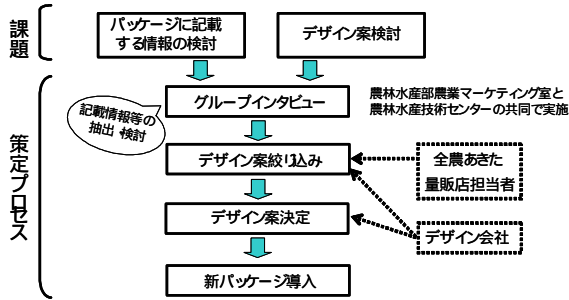 課題
パッケージに記載
する情報の検討
デザイン案検討
策定プロセス
記載情報等の
抽出・検討
グループインタビュー
農林水産部農業マーケティング室と
農林水産技術センターの共同で実施
デザイン案絞り込み
全農あきた
量販店担当者
デザイン案決定
デザイン会社
新パッケージ導入